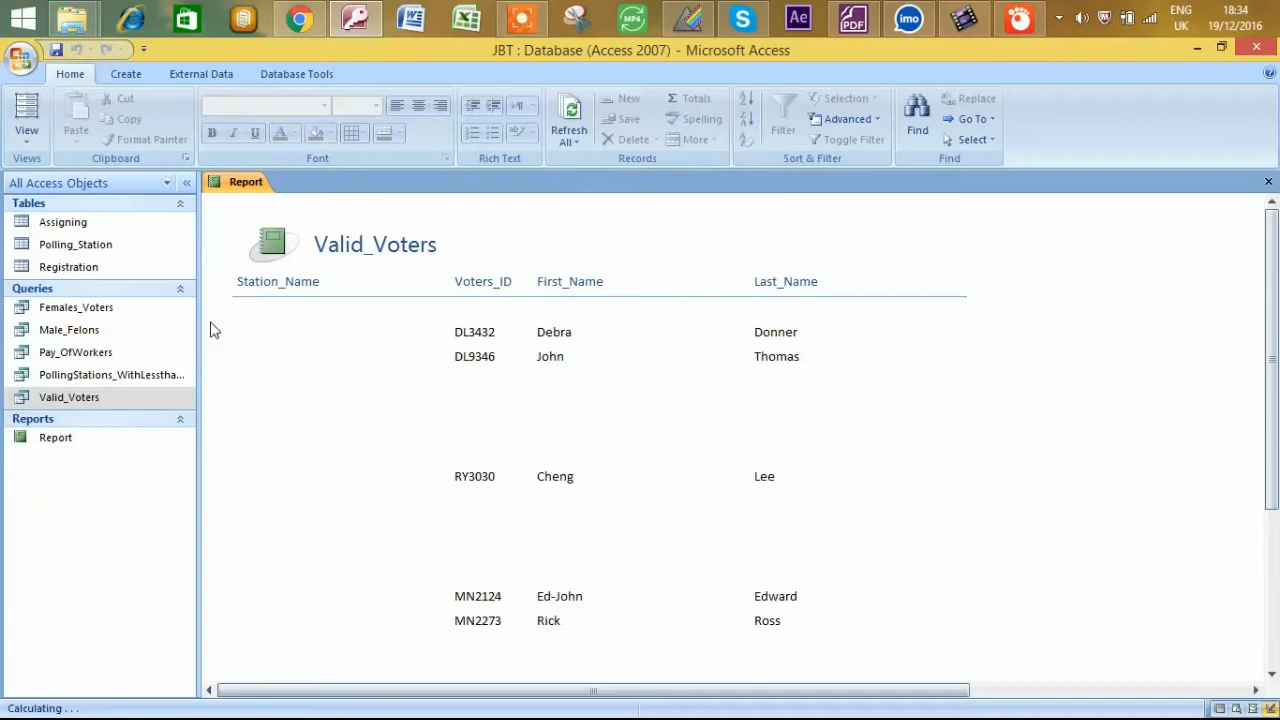 MP4
S
Ae
PDF
imo
ENG
UK
18:34
19/12/2016
JBT : Database (Access 2007) - Microsoft Access
Home
Create
External Data
Database Tools
View
Views
Paste
Cut
Copy
Format Painter
Clipboard
B I U A
Font
Rich Text
Refresh
All
New
Save
Delete
Totals
Spelling
More
Records
Filter
Selection
Advanced
Toggle Filter
Sort & Filter
Find
Replace
Go To
Select
Find
All Access Objects
Tables
Assigning
Polling_Station
Registration
Queries
Females_Voters
Male_Felons
Pay_OfWorkers
PollingStations_WithLesstha...
Valid_Voters
Reports
Report
Report
Valid_Voters
Station_Name Voters_ID First_Name Last_Name
DL3432 Debra Donner
DL9346 John Thomas
RY3030 Cheng Lee
MN2124 Ed-John Edward
MN2273 Rick Ross
Calculating . . .